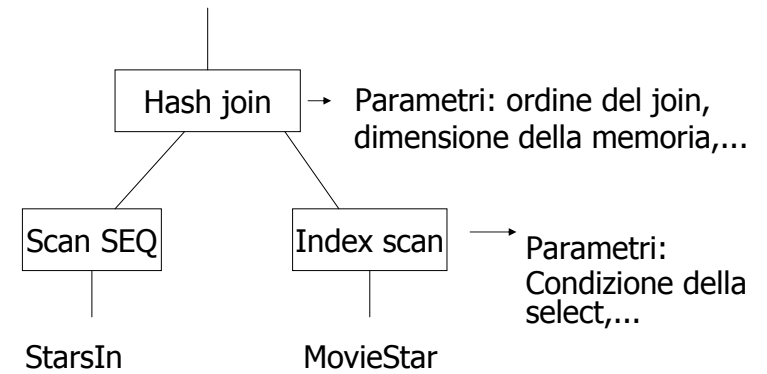 Hash join
Parametri: ordine del join,
dimensione della memoria,...
Scan SEQ
Index scan
Parametri:
Condizione della
select,...
StarsIn
MovieStar